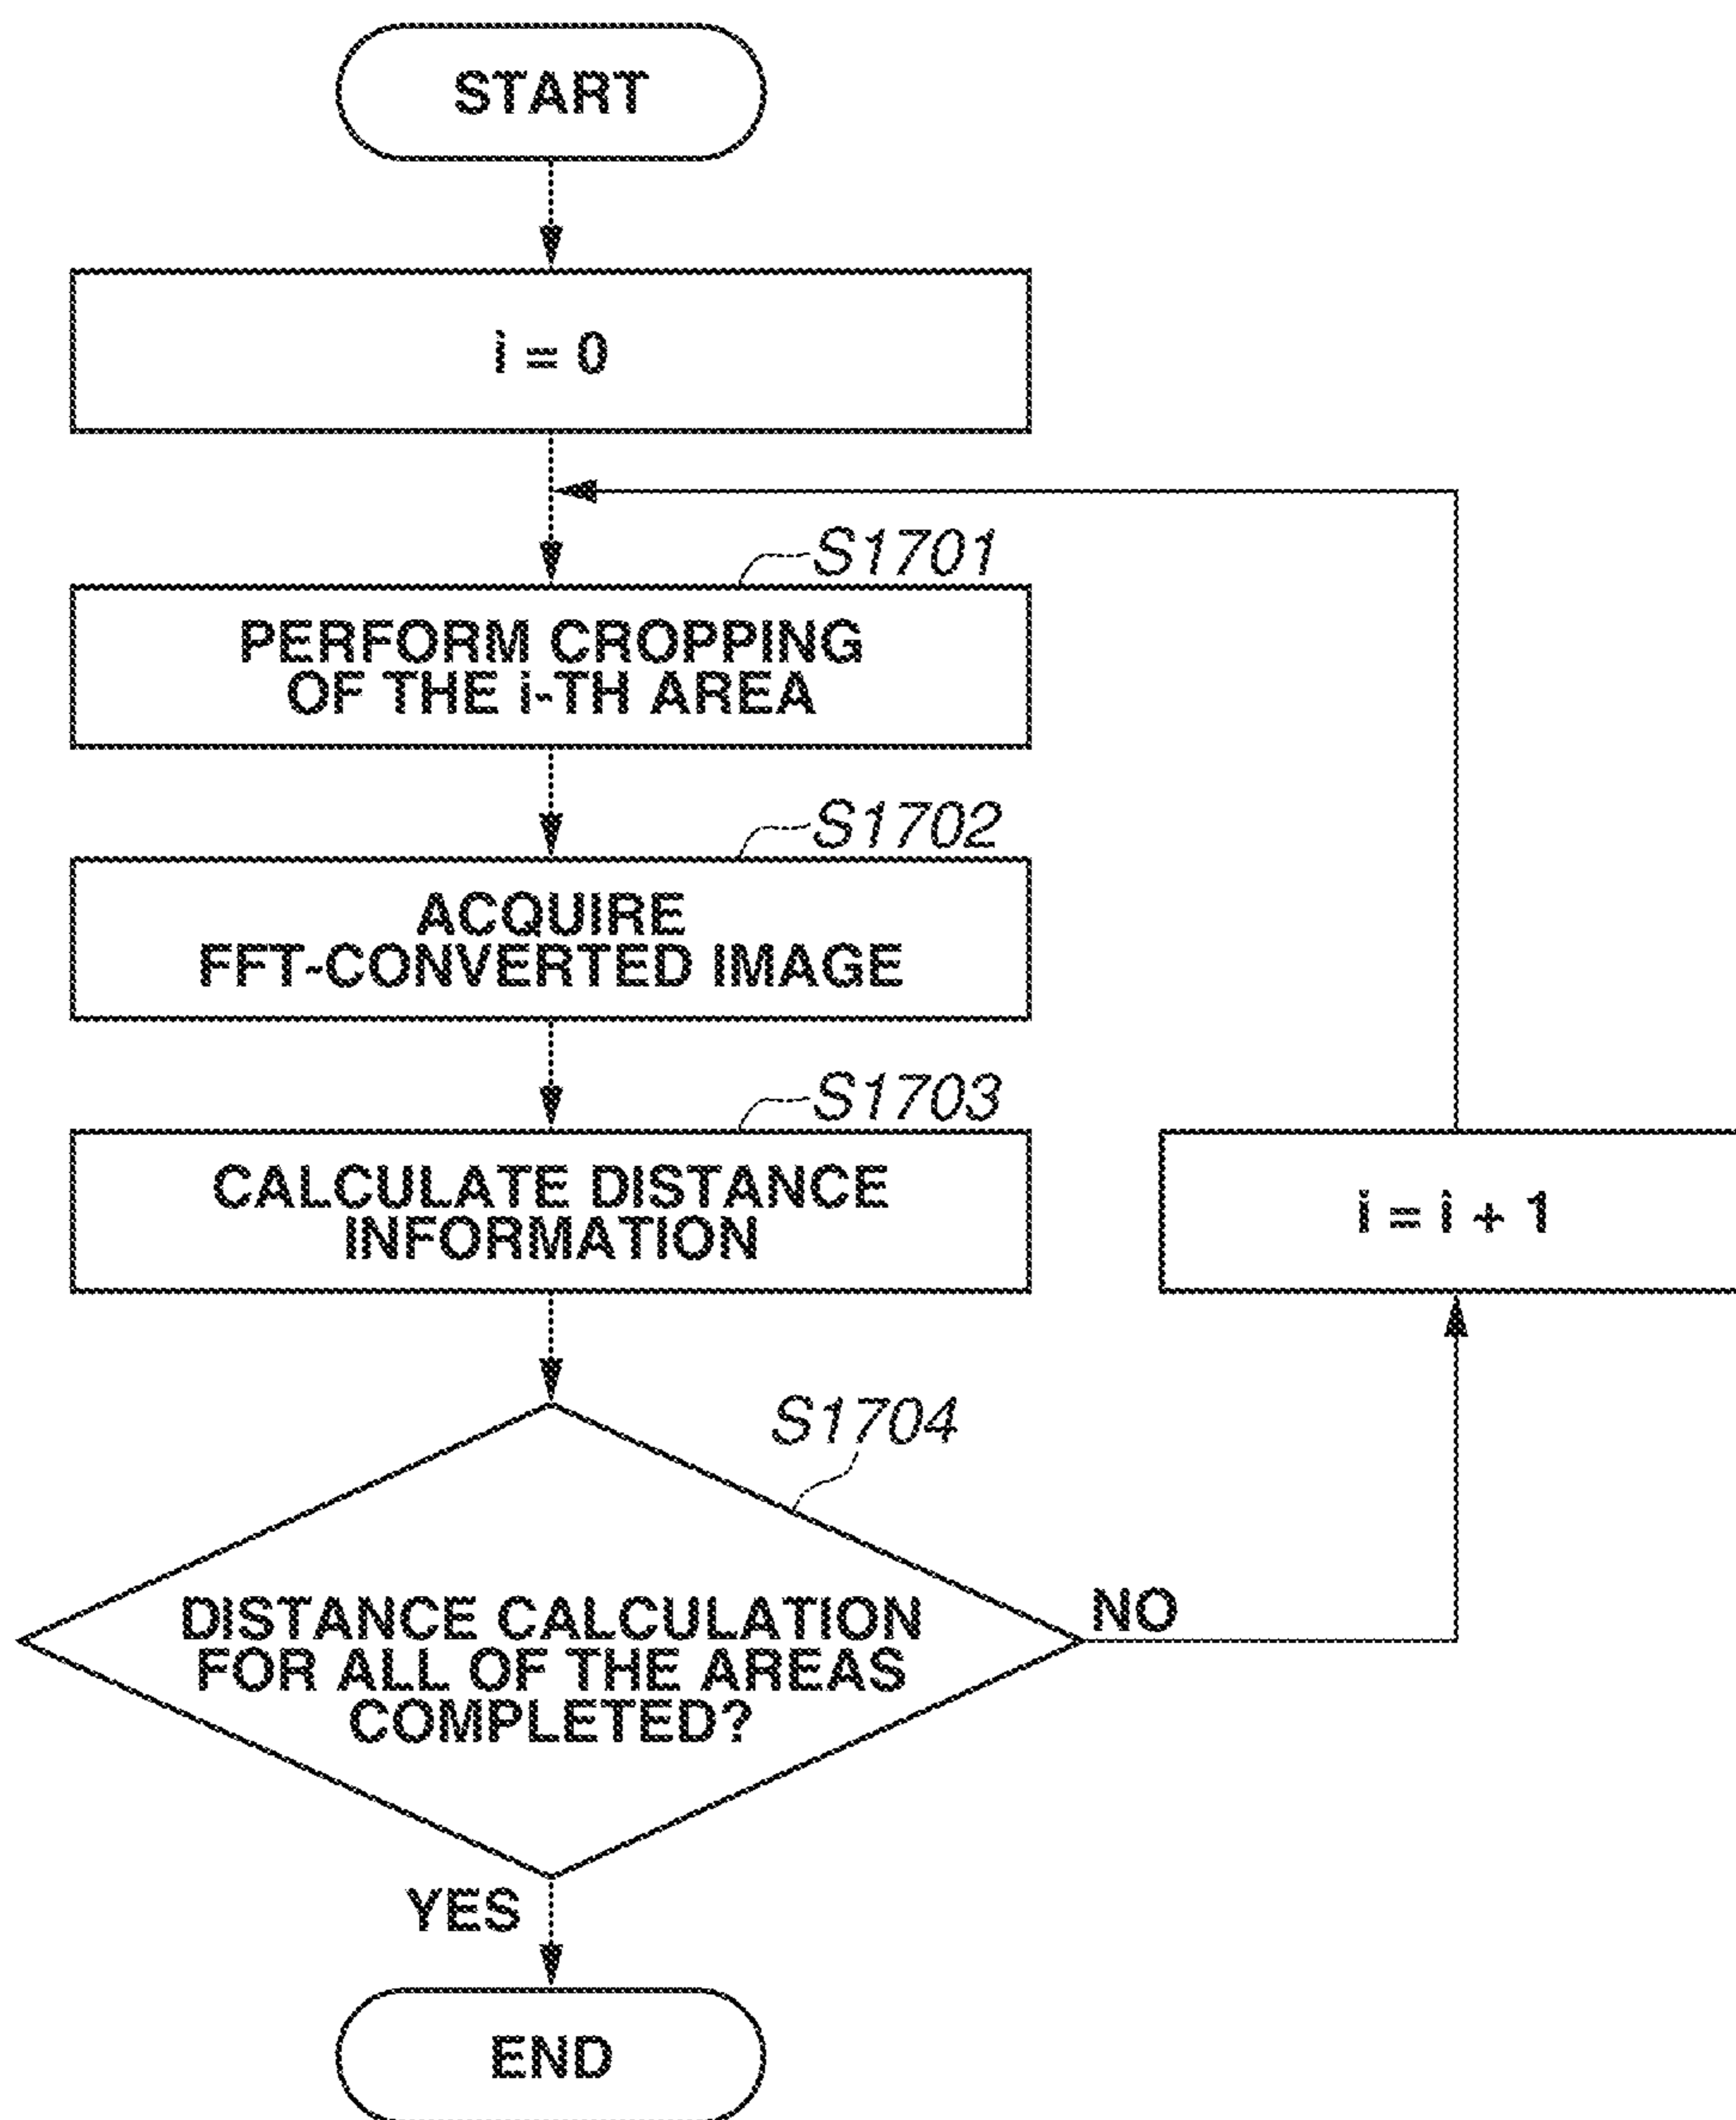 START
i = 0
S1701
PERFORM CROPPING
OF THE i-TH AREA
S1702
ACQUIRE
FFT-CONVERTED IMAGE
S1703
CALCULATE DISTANCE
INFORMATION
i = i + 1
S1704
DISTANCE CALCULATION
FOR ALL OF THE AREAS
COMPLETED?
NO
YES
END